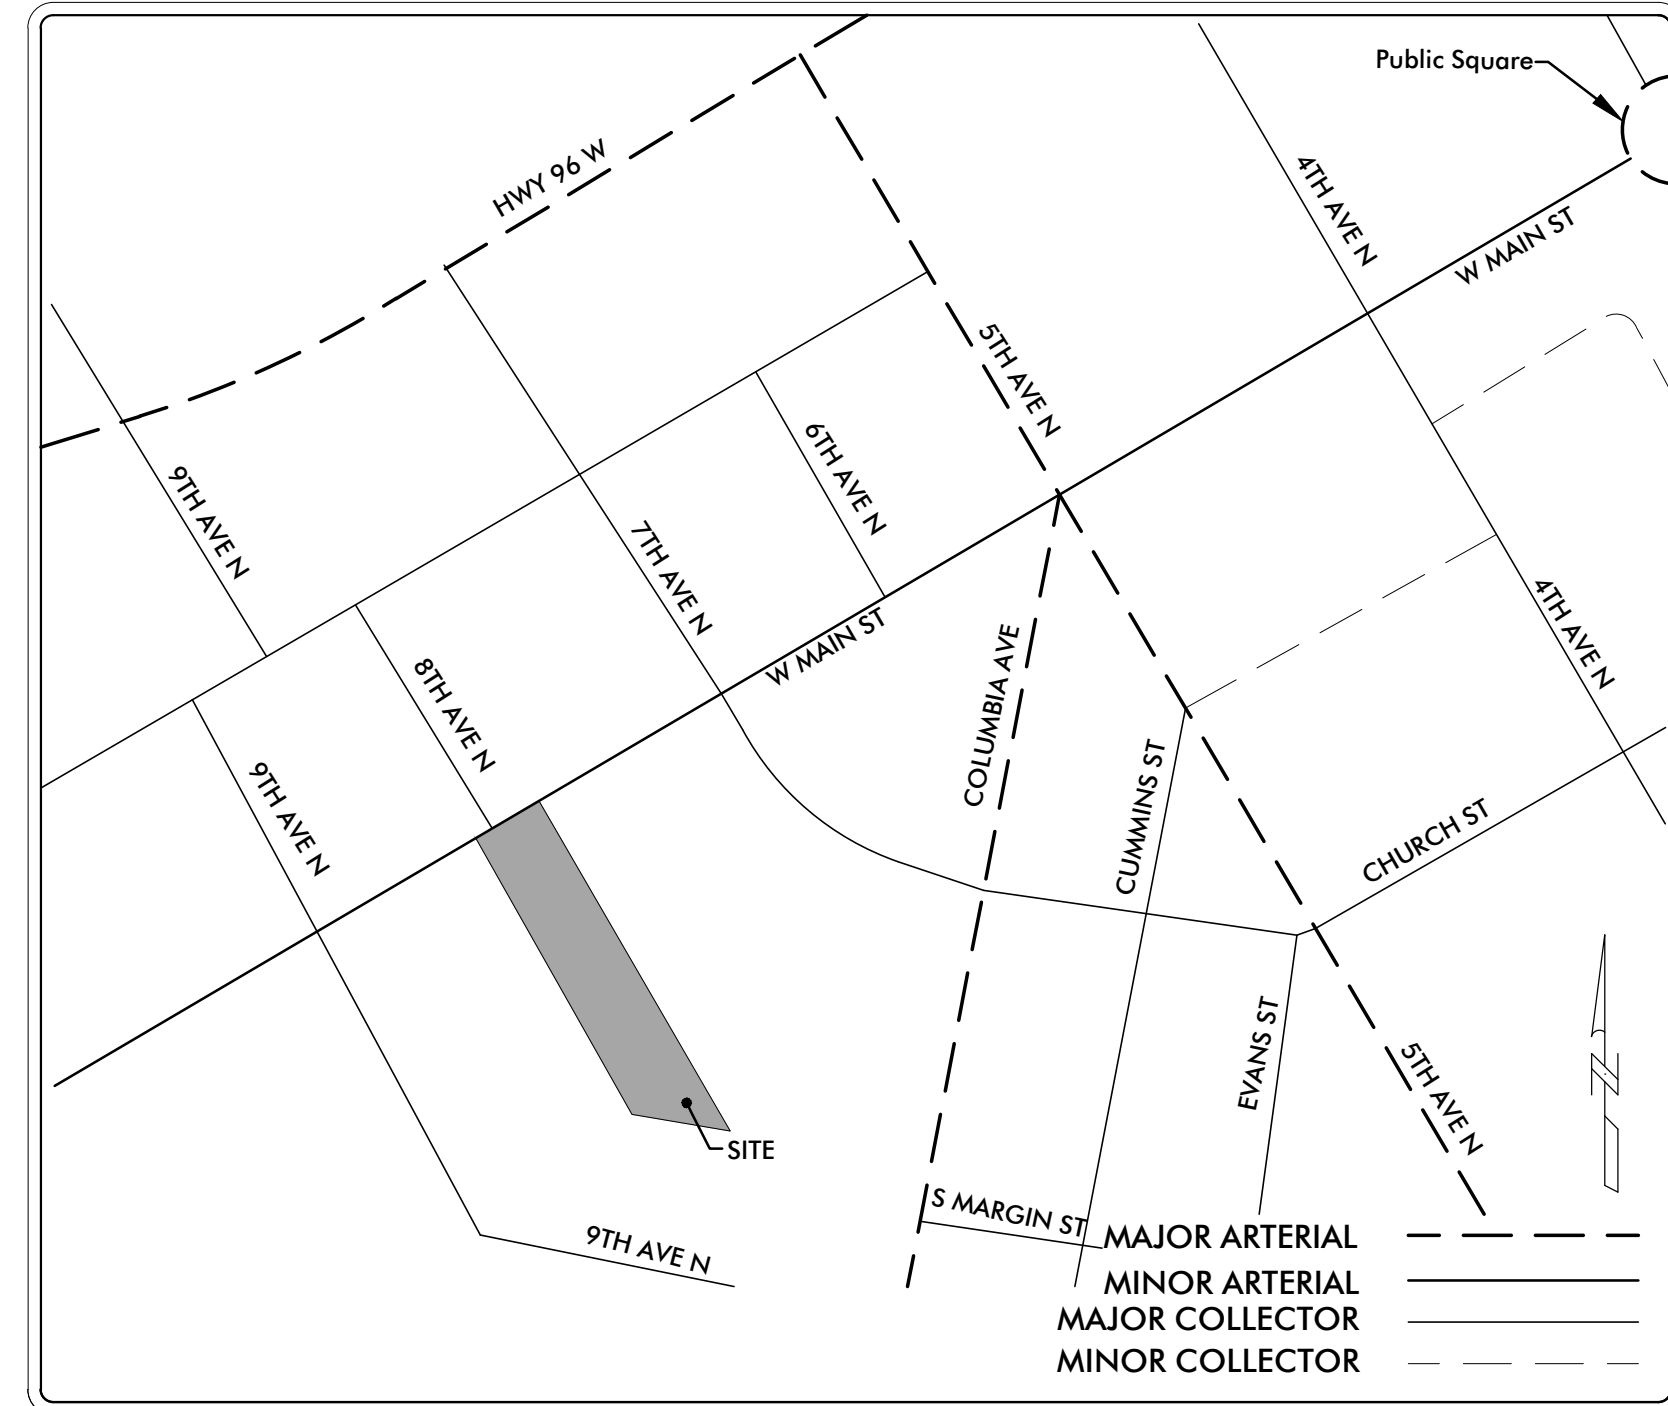 Public Square
HWY 96 W
4TH AVE N
W MAIN ST
5TH AVE N
6TH AVE N
9TH AVE N
7TH AVE N
4TH AVE N
W MAIN ST
COLUMBIA AVE
8TH AVE N
CUMMINS ST
9TH AVE N
CHURCH ST
EVANS ST
5TH AVE N
SITE
S MARGIN ST
9TH AVE N
N
MAJOR ARTERIAL
MINOR ARTERIAL
MAJOR COLLECTOR
MINOR COLLECTOR